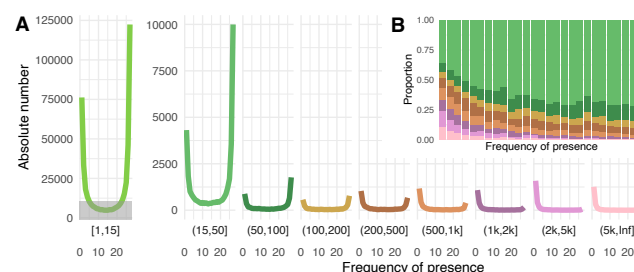 A
Absolute number
125000
100000
75000
50000
25000
0
[1,15]
0 10 20
10000
7500
5000
2500
0
(15,50]
0 10 20
(50,100]
0 10 20
(100,200]
0 10 20
(200,500]
0 10 20
(500,1k]
0 10 20
(1k,2k]
0 10 20
(2k,5k]
0 10 20
(5k,Inf]
0 10 20
Frequency of presence
B
Proportion
1.00
0.75
0.50
0.25
0.00
Frequency of presence